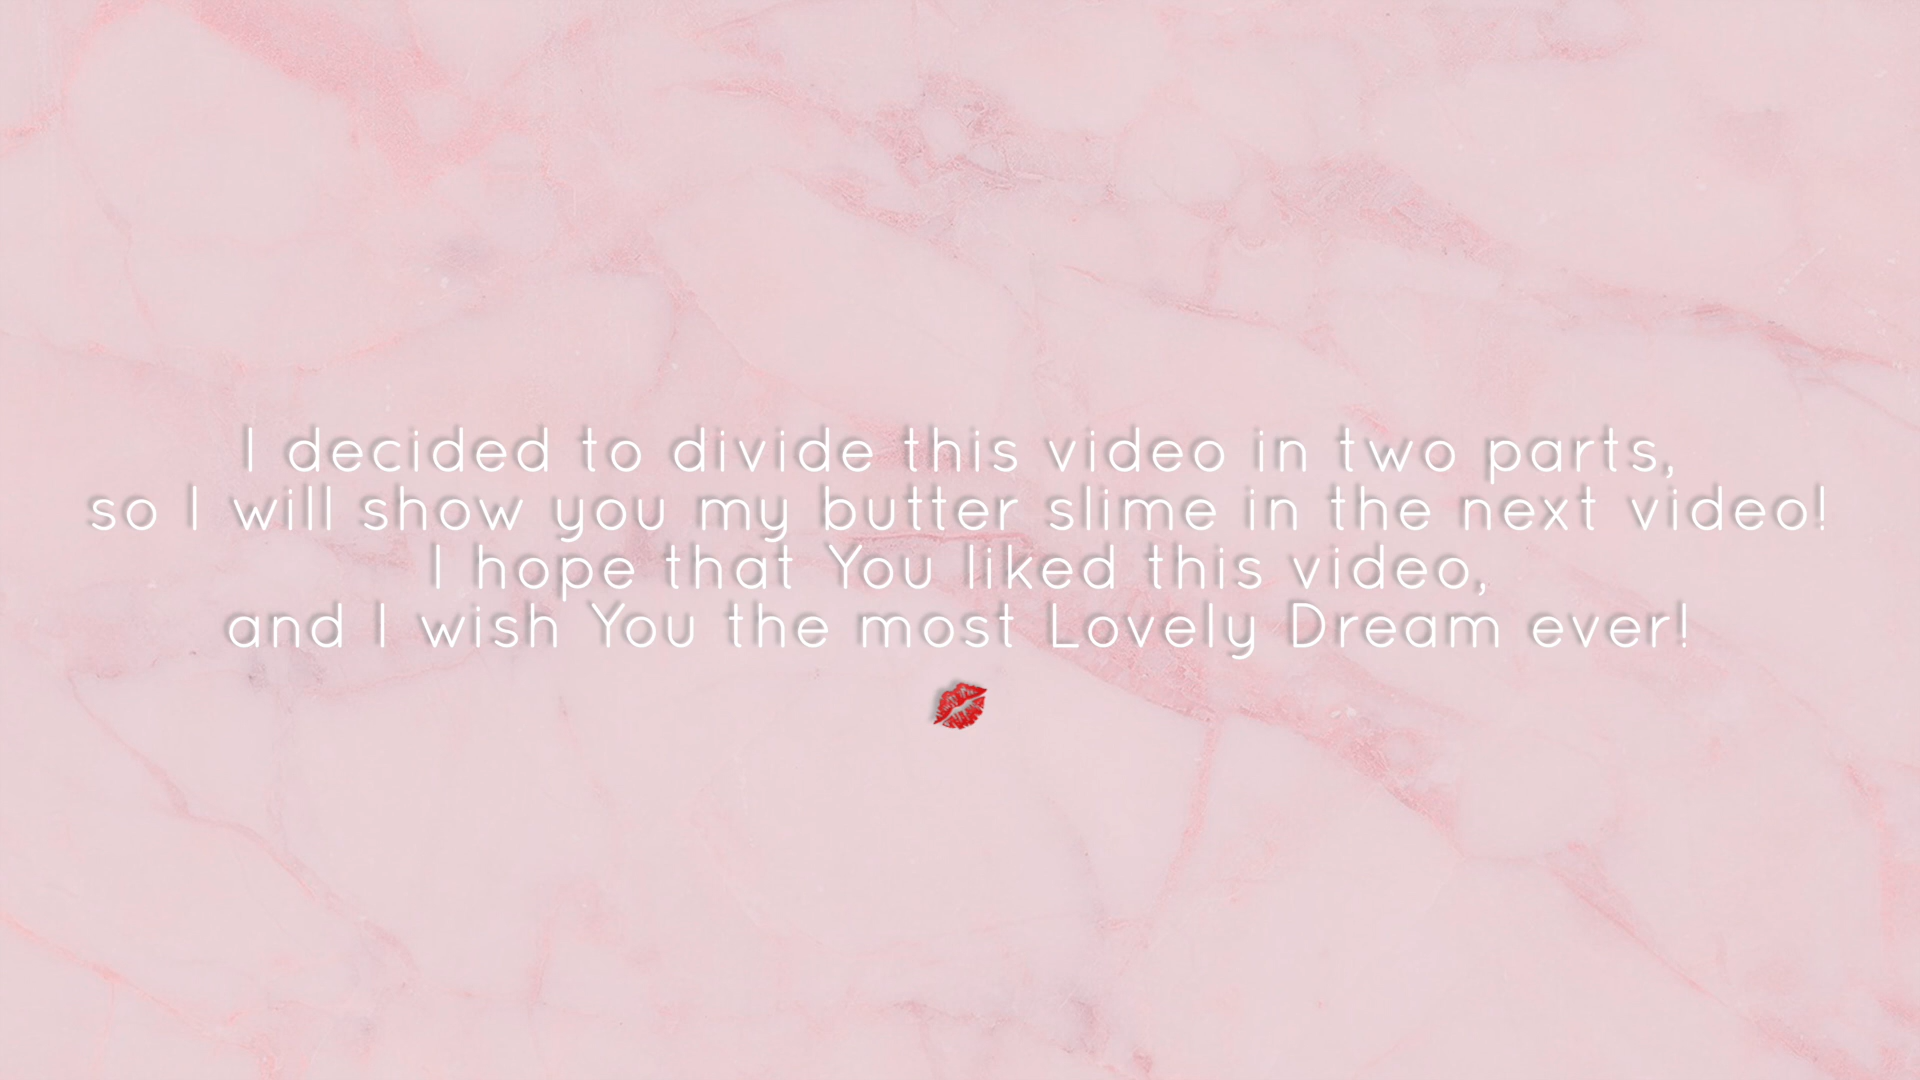 I decided to divide this video in two parts,
so I will show you my butter slime in the next video!
I hope that You liked this video,
and I wish You the most Lovely Dream ever!